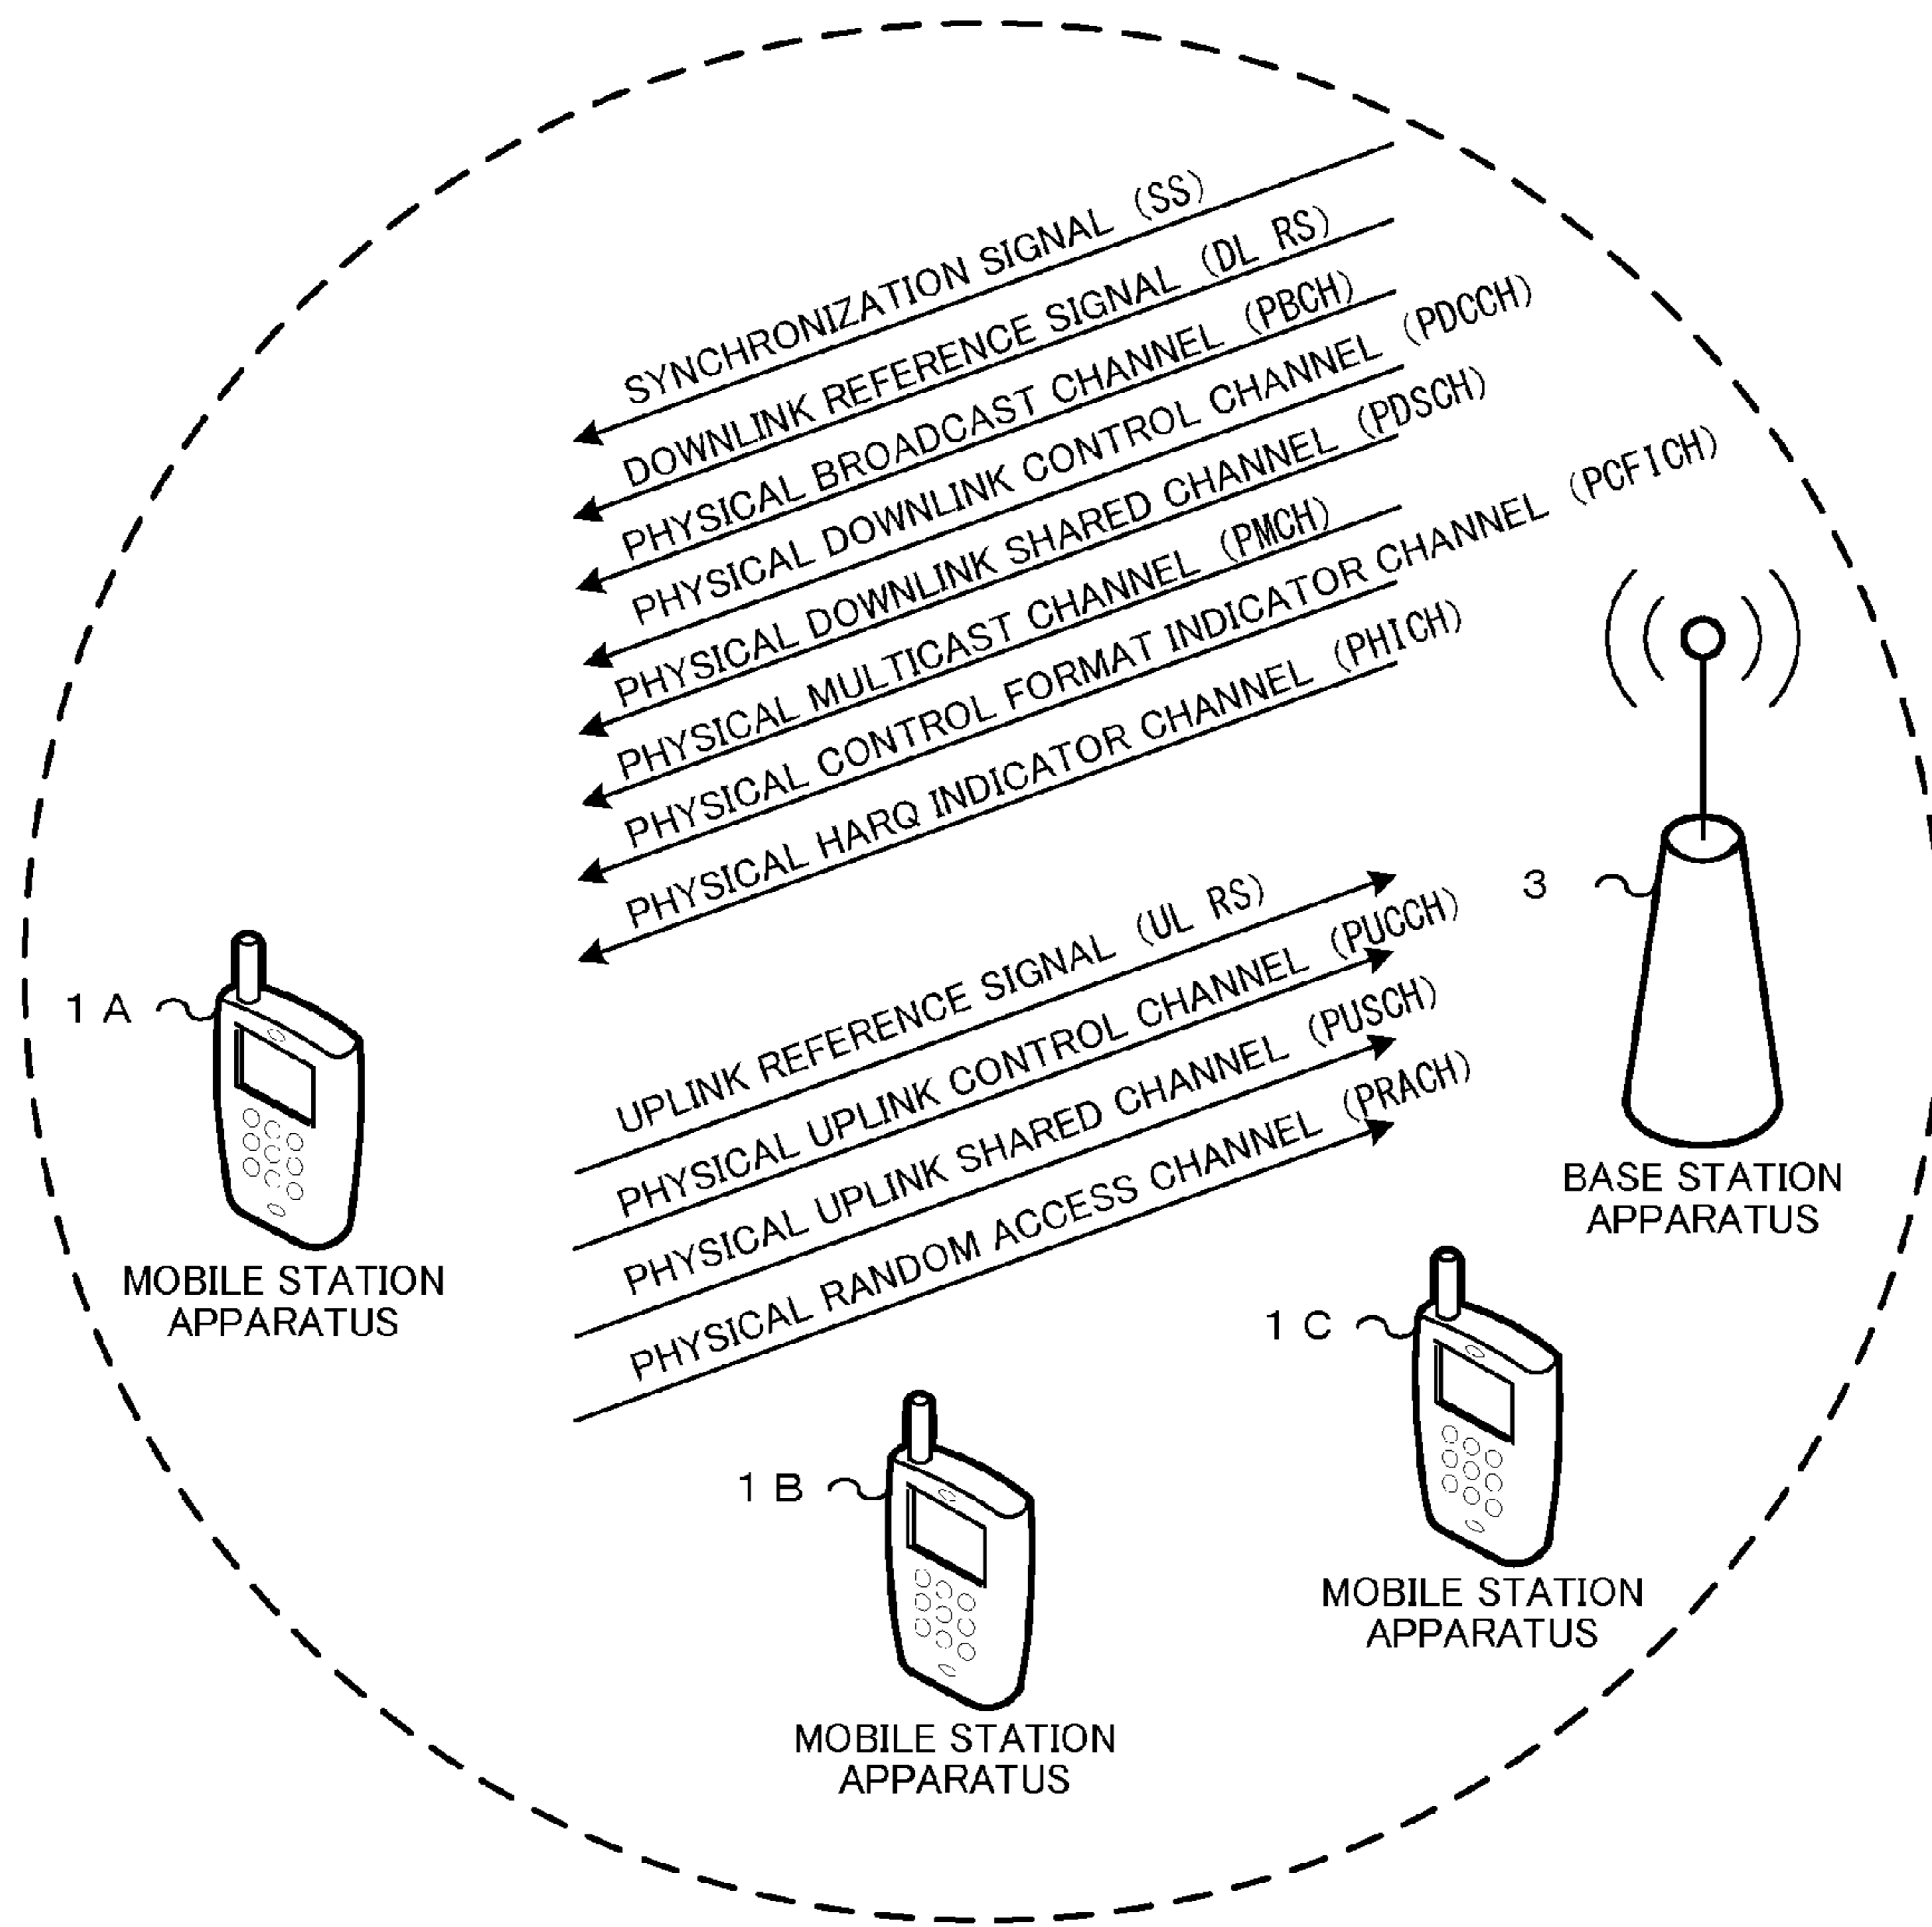 SYNCHRONIZATION SIGNAL (SS)
DOWNLINK REFERENCE SIGNAL (DL RS)
PHYSICAL BROADCAST CHANNEL (PBCH)
PHYSICAL DOWNLINK CONTROL CHANNEL (PDCCH)
PHYSICAL DOWNLINK SHARED CHANNEL (PDSCH)
PHYSICAL MULTICAST CHANNEL (PMCH)
PHYSICAL CONTROL FORMAT INDICATOR CHANNEL (PCFICH)
PHYSICAL HARQ INDICATOR CHANNEL (PHICH)
UPLINK REFERENCE SIGNAL (UL RS)
PHYSICAL UPLINK CONTROL CHANNEL (PUCCH)
PHYSICAL UPLINK SHARED CHANNEL (PUSCH)
PHYSICAL RANDOM ACCESS CHANNEL (PRACH)
3
BASE STATION
APPARATUS
1A
MOBILE STATION
APPARATUS
1B
MOBILE STATION
APPARATUS
1C
MOBILE STATION
APPARATUS